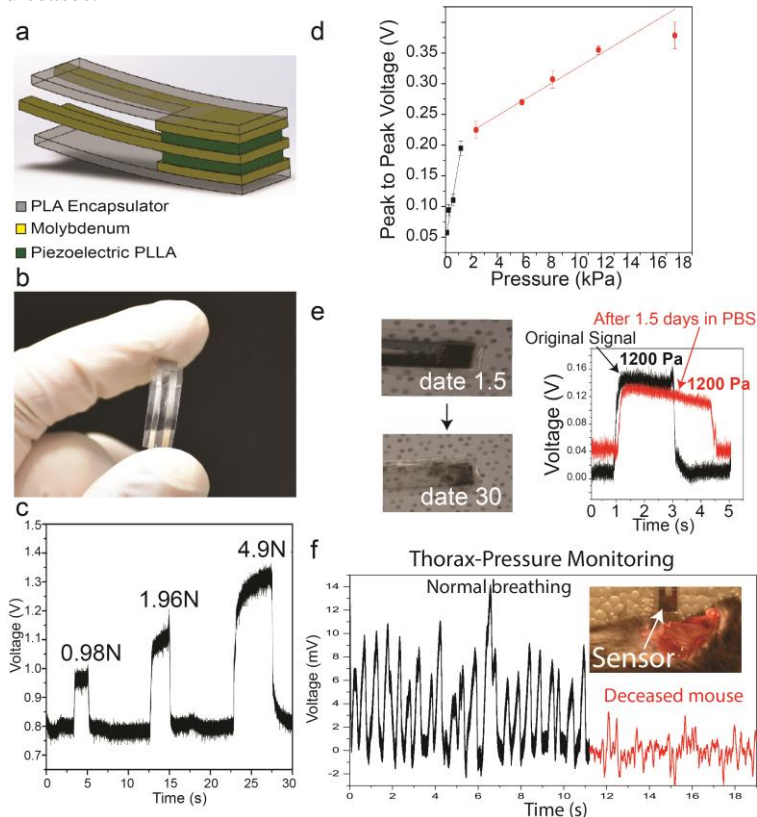 a
PLA Encapsulator
Molybdenum
Piezoelectric PLLA
b
c
Voltage (V)
1.5
1.4
1.3
1.2
1.1
1.0
0.9
0.8
0.7
0.98N
1.96N
4.9N
0 5 10 15 20 25 30
Time (s)
d
Peak to Peak Voltage (V)
0.35
0.30
0.25
0.20
0.15
0.10
0.05
0 2 4 6 8 10 12 14 16 18
Pressure (kPa)
e
date 1.5
date 30
After 1.5 days in PBS
Original Signal
1200 Pa
1200 Pa
Voltage (V)
0.16
0.12
0.08
0.04
0.00
0 1 2 3 4 5
Time (s)
f
Thorax-Pressure Monitoring
Normal breathing
Sensor
Deceased mouse
Voltage (mV)
14
12
10
8
6
4
2
0
-2
0 2 4 6 8 10 12 14 16 18
Time (s)